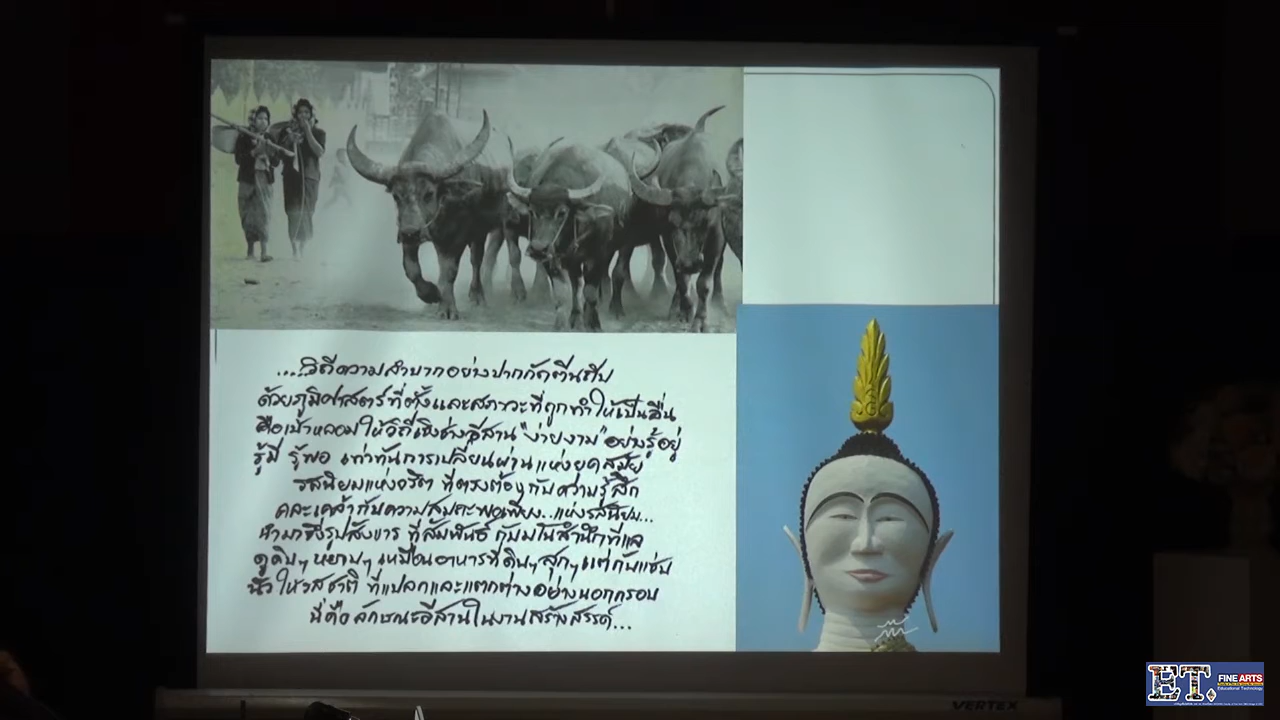 ...วิถีความลำบากอย่างปากกัดตีนถีบ
ด้วยภูมิศาสตร์ที่ตั้งและสภาวะที่ถูกทำให้เป็นอื่น
คือเบ้าหลอมให้วิถีเชิงช่างอีสาน "ง่ายงาม" อย่างรู้อยู่
รู้มี รู้พอ เท่าทันการเปลี่ยนผ่านแห่งยุคสมัย
รสนิยมแห่งจริต ที่ตรงต้องกับความรู้สึก
คละเคล้ากับความสมถะพอเพียง..แห่งรสนิยม...
นำมาซึ่งรูปสังขาร ที่สัมพันธ์ กับมโนสำนึกที่แล
ดูดิบๆ หยาบๆ เหมือนอาหารที่ดิบๆ สุกๆ แต่กับแซ่บ
นัว ให้รสชาติ ที่แปลกและแตกต่างอย่างนอกกรอบ
นี่คือลักษณะอีสานในงานสร้างสรรค์...
VERTEX
ET.
FINE ARTS
Educational Technology